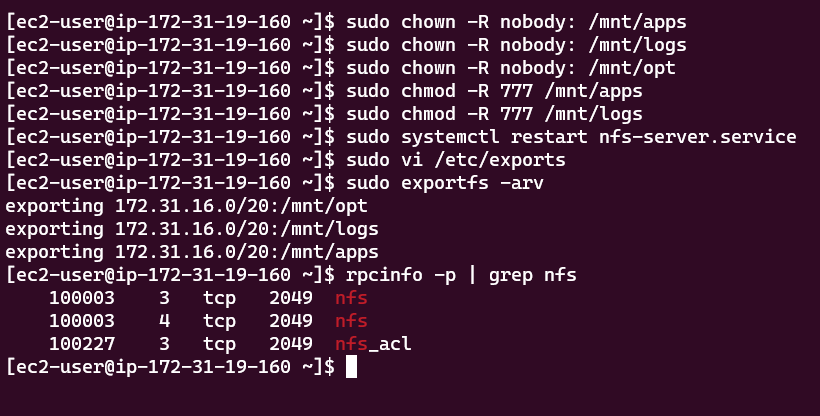 [ec2-user@ip-172-31-19-160 ~]$ sudo chown -R nobody: /mnt/apps
[ec2-user@ip-172-31-19-160 ~]$ sudo chown -R nobody: /mnt/logs
[ec2-user@ip-172-31-19-160 ~]$ sudo chown -R nobody: /mnt/opt
[ec2-user@ip-172-31-19-160 ~]$ sudo chmod -R 777 /mnt/apps
[ec2-user@ip-172-31-19-160 ~]$ sudo chmod -R 777 /mnt/logs
[ec2-user@ip-172-31-19-160 ~]$ sudo systemctl restart nfs-server.service
[ec2-user@ip-172-31-19-160 ~]$ sudo vi /etc/exports
[ec2-user@ip-172-31-19-160 ~]$ sudo exportfs -arv
exporting 172.31.16.0/20:/mnt/opt
exporting 172.31.16.0/20:/mnt/logs
exporting 172.31.16.0/20:/mnt/apps
[ec2-user@ip-172-31-19-160 ~]$ rpcinfo -p | grep nfs
    100003    3   tcp   2049  nfs
    100003    4   tcp   2049  nfs
    100227    3   tcp   2049  nfs_acl
[ec2-user@ip-172-31-19-160 ~]$